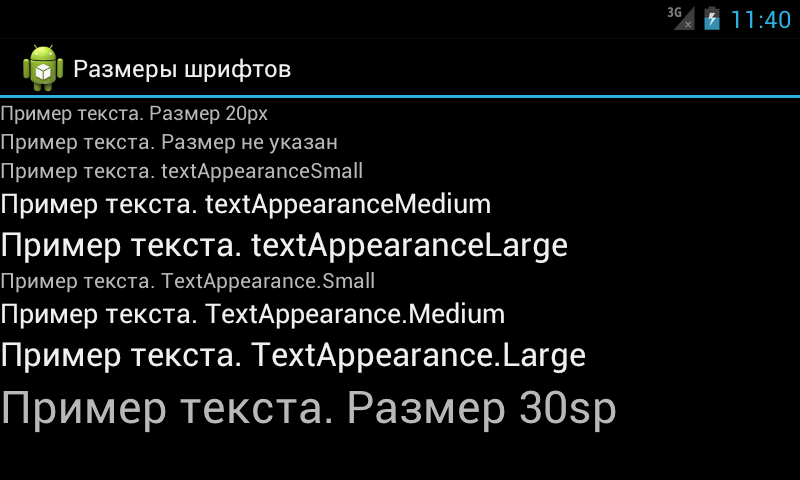 3G 11:40
Размеры шрифтов
Пример текста. Размер 20px
Пример текста. Размер не указан
Пример текста. textAppearanceSmall
Пример текста. textAppearanceMedium
Пример текста. textAppearanceLarge
Пример текста. TextAppearance.Small
Пример текста. TextAppearance.Medium
Пример текста. TextAppearance.Large
Пример текста. Размер 30sp